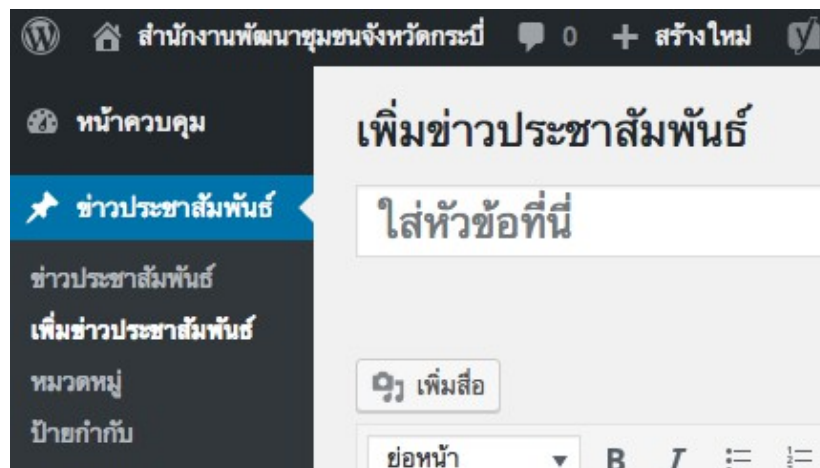 สำนักงานพัฒนาชุมชนจังหวัดกระบี่ 0 + สร้างใหม่
หน้าควบคุม
เพิ่มข่าวประชาสัมพันธ์
ข่าวประชาสัมพันธ์
ใส่หัวข้อที่นี่
ข่าวประชาสัมพันธ์
เพิ่มข่าวประชาสัมพันธ์
หมวดหมู่
เพิ่มสื่อ
ป้ายกำกับ
ย่อหน้า B I